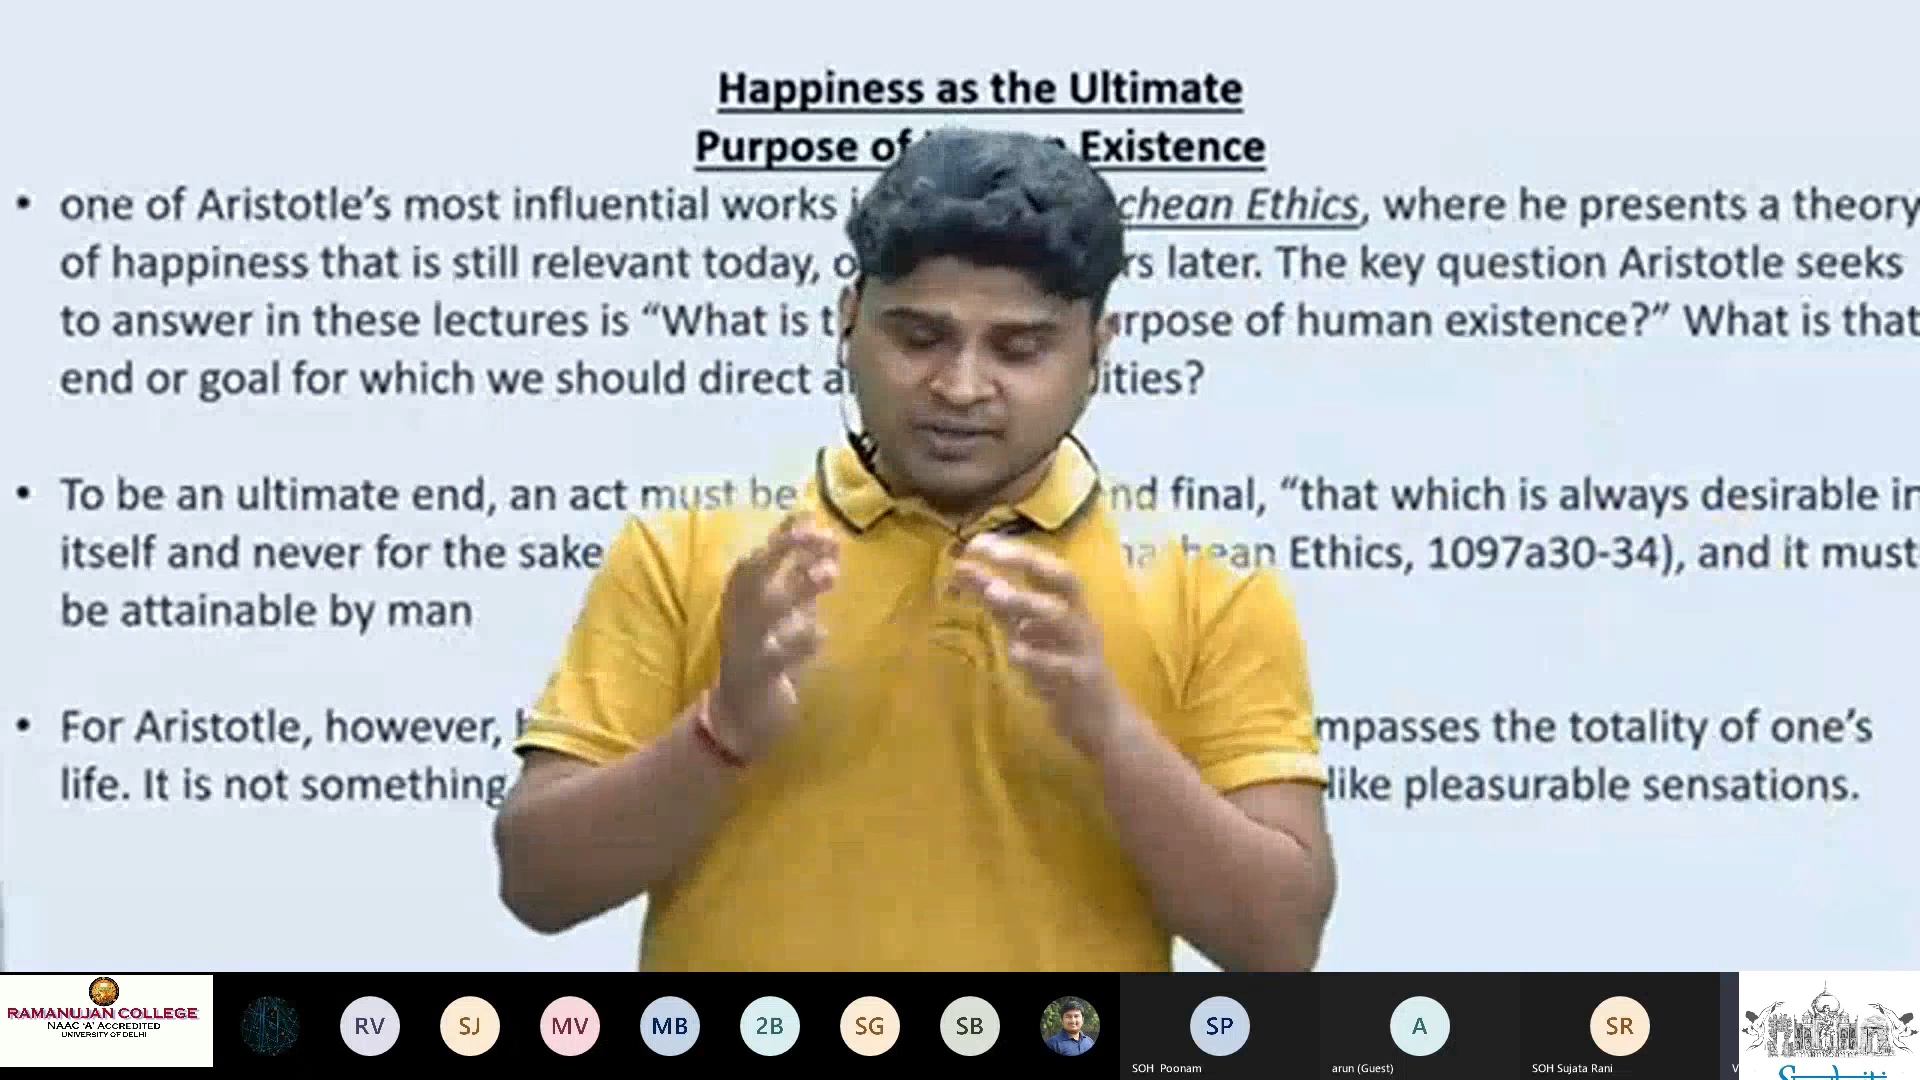 Happiness as the Ultimate
Purpose of Existence
• one of Aristotle’s most influential works chean Ethics, where he presents a theory
of happiness that is still relevant today, later. The key question Aristotle seeks
to answer in these lectures is “What is rpose of human existence?” What is that
end or goal for which we should direct ities?
• To be an ultimate end, an act must be nd final, “that which is always desirable in
itself and never for the sake hean Ethics, 1097a30-34), and it must
be attainable by man
• For Aristotle, however, mpasses the totality of one’s
life. It is not something like pleasurable sensations.
RAMANUJAN COLLEGE
NAAC 'A' ACCREDITED
UNIVERSITY OF DELHI
RV
SJ
MV
MB
2B
SG
SB
SP
A
SR
SOH Poonam
arun (Guest)
SOH Sujata Rani